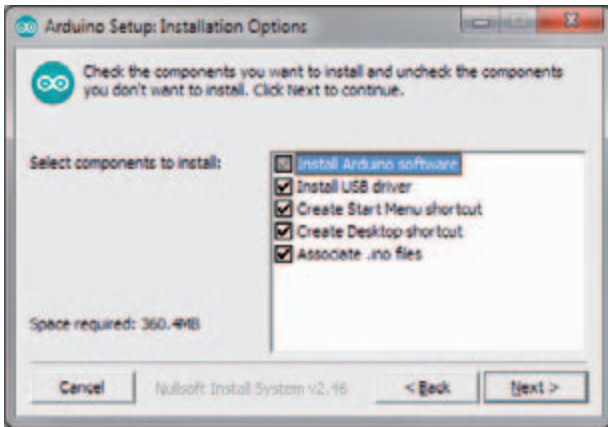 Arduino Setup: Installation Options
Check the components you want to install and uncheck the components
you don't want to install. Click Next to continue.
Select components to install:
Install Arduino software
Install USB driver
Create Start Menu shortcut
Create Desktop shortcut
Associate .ino files
Space required: 360.4MB
Cancel
Nullsoft Install System v2.46
< Back
Next >